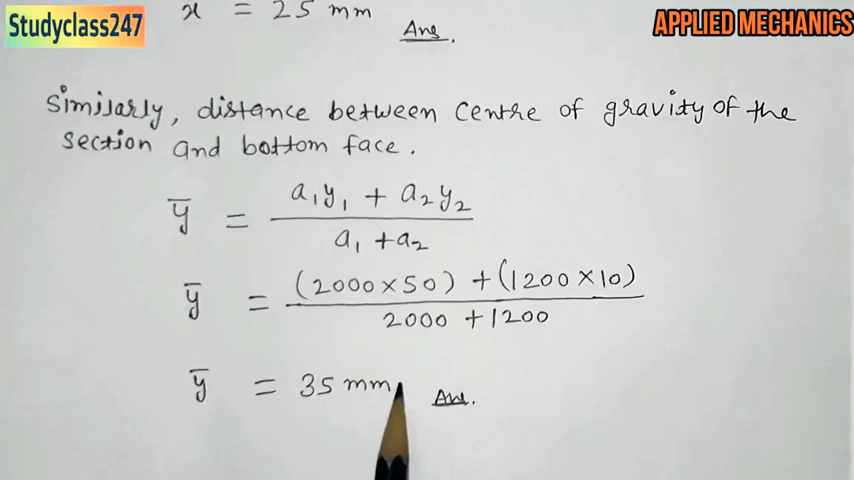 Studyclass247
APPLIED MECHANICS
x = 25 mm
Ans.
Similarly, distance between centre of gravity of the
section and bottom face.
y̅ = a₁y₁ + a₂y₂
a₁ + a₂
y̅ = (2000 × 50) + (1200 × 10)
2000 + 1200
y̅ = 35 mm Ans.